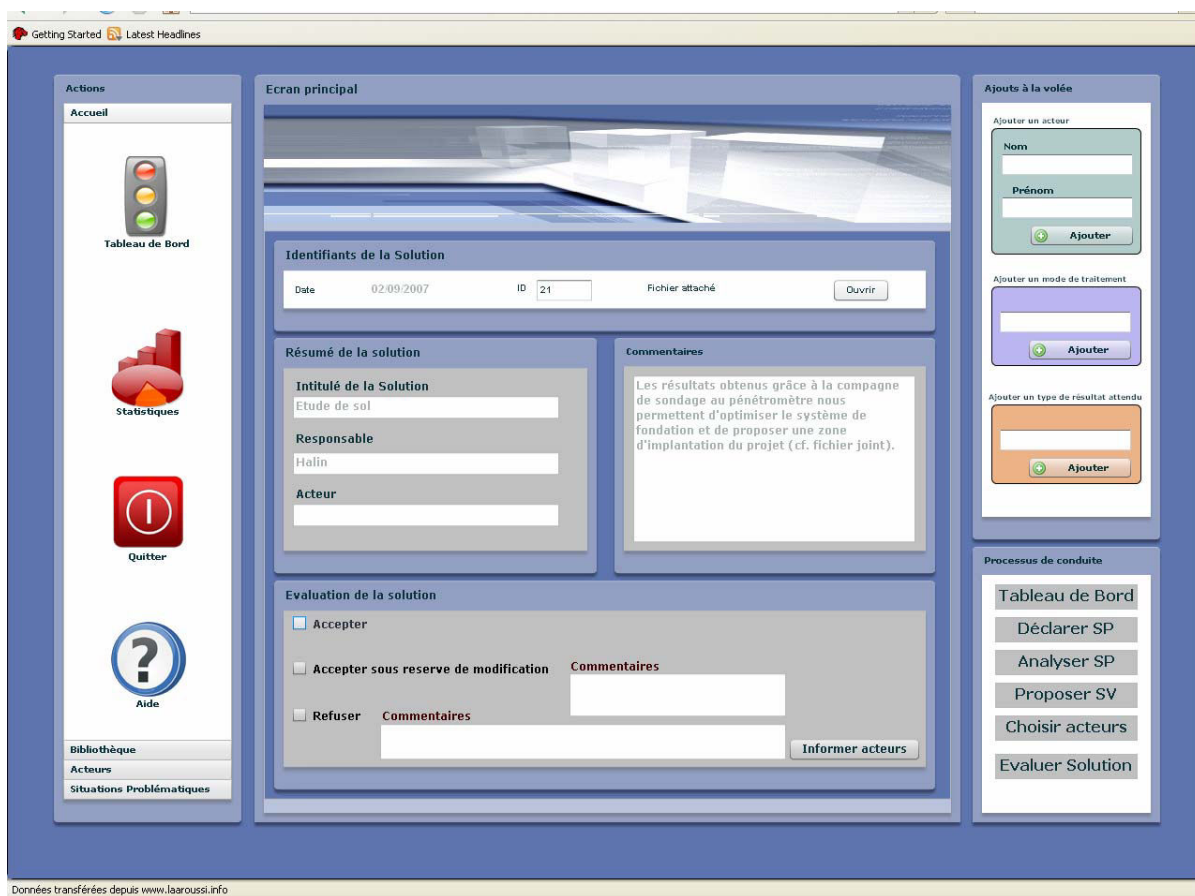 Getting Started Latest Headlines
Actions
Accueil
Tableau de Bord
Statistiques
Quitter
Aide
Bibliothèque
Acteurs
Situations Problématiques
Ecran principal
Identifiants de la Solution
Date 02/09/2007 ID 21 Fichier attaché Ouvrir
Résumé de la solution
Intitulé de la Solution
Etude de sol
Responsable
Halin
Acteur
Commentaires
Les résultats obtenus grâce à la compagne
de sondage au pénétromètre nous
permettent d'optimiser le système de
fondation et de proposer une zone
d'implantation du projet (cf. fichier joint).
Evaluation de la solution
Accepter
Accepter sous reserve de modification Commentaires
Refuser Commentaires
Informer acteurs
Ajouts à la volée
Ajouter un acteur
Nom
Prénom
Ajouter
Ajouter un mode de traitement
Ajouter
Ajouter un type de résultat attendu
Ajouter
Processus de conduite
Tableau de Bord
Déclarer SP
Analyser SP
Proposer SV
Choisir acteurs
Evaluer Solution
Données transférées depuis www.laaroussi.info